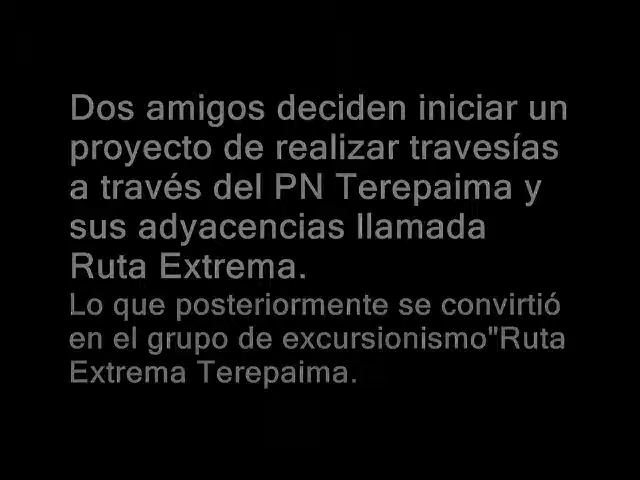 Dos amigos deciden iniciar un
proyecto de realizar travesías
a través del PN Terepaima y
sus adyacencias llamada
Ruta Extrema.
Lo que posteriormente se convirtió
en el grupo de excursionismo"Ruta
Extrema Terepaima.